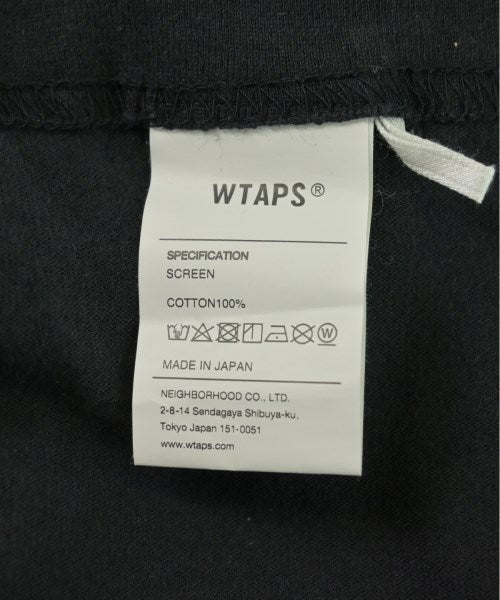 WTAPS®
SPECIFICATION
SCREEN
COTTON100%
W
MADE IN JAPAN
NEIGHBORHOOD CO., LTD.
2-8-14 Sendagaya Shibuya-ku,
Tokyo Japan 151-0051
www.wtaps.com